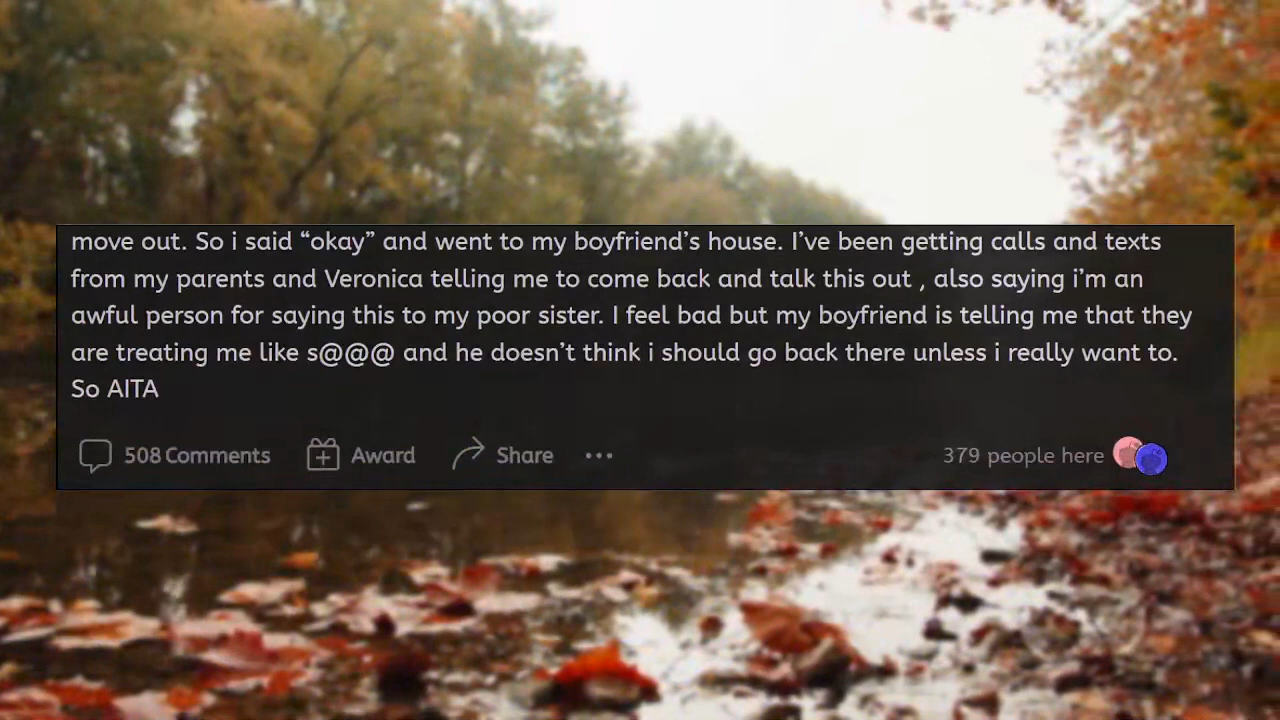 move out. So i said “okay” and went to my boyfriend’s house. I’ve been getting calls and texts
from my parents and Veronica telling me to come back and talk this out , also saying i’m an
awful person for saying this to my poor sister. I feel bad but my boyfriend is telling me that they
are treating me like s@@@ and he doesn’t think i should go back there unless i really want to.
So AITA
508 Comments Award Share ••• 379 people here